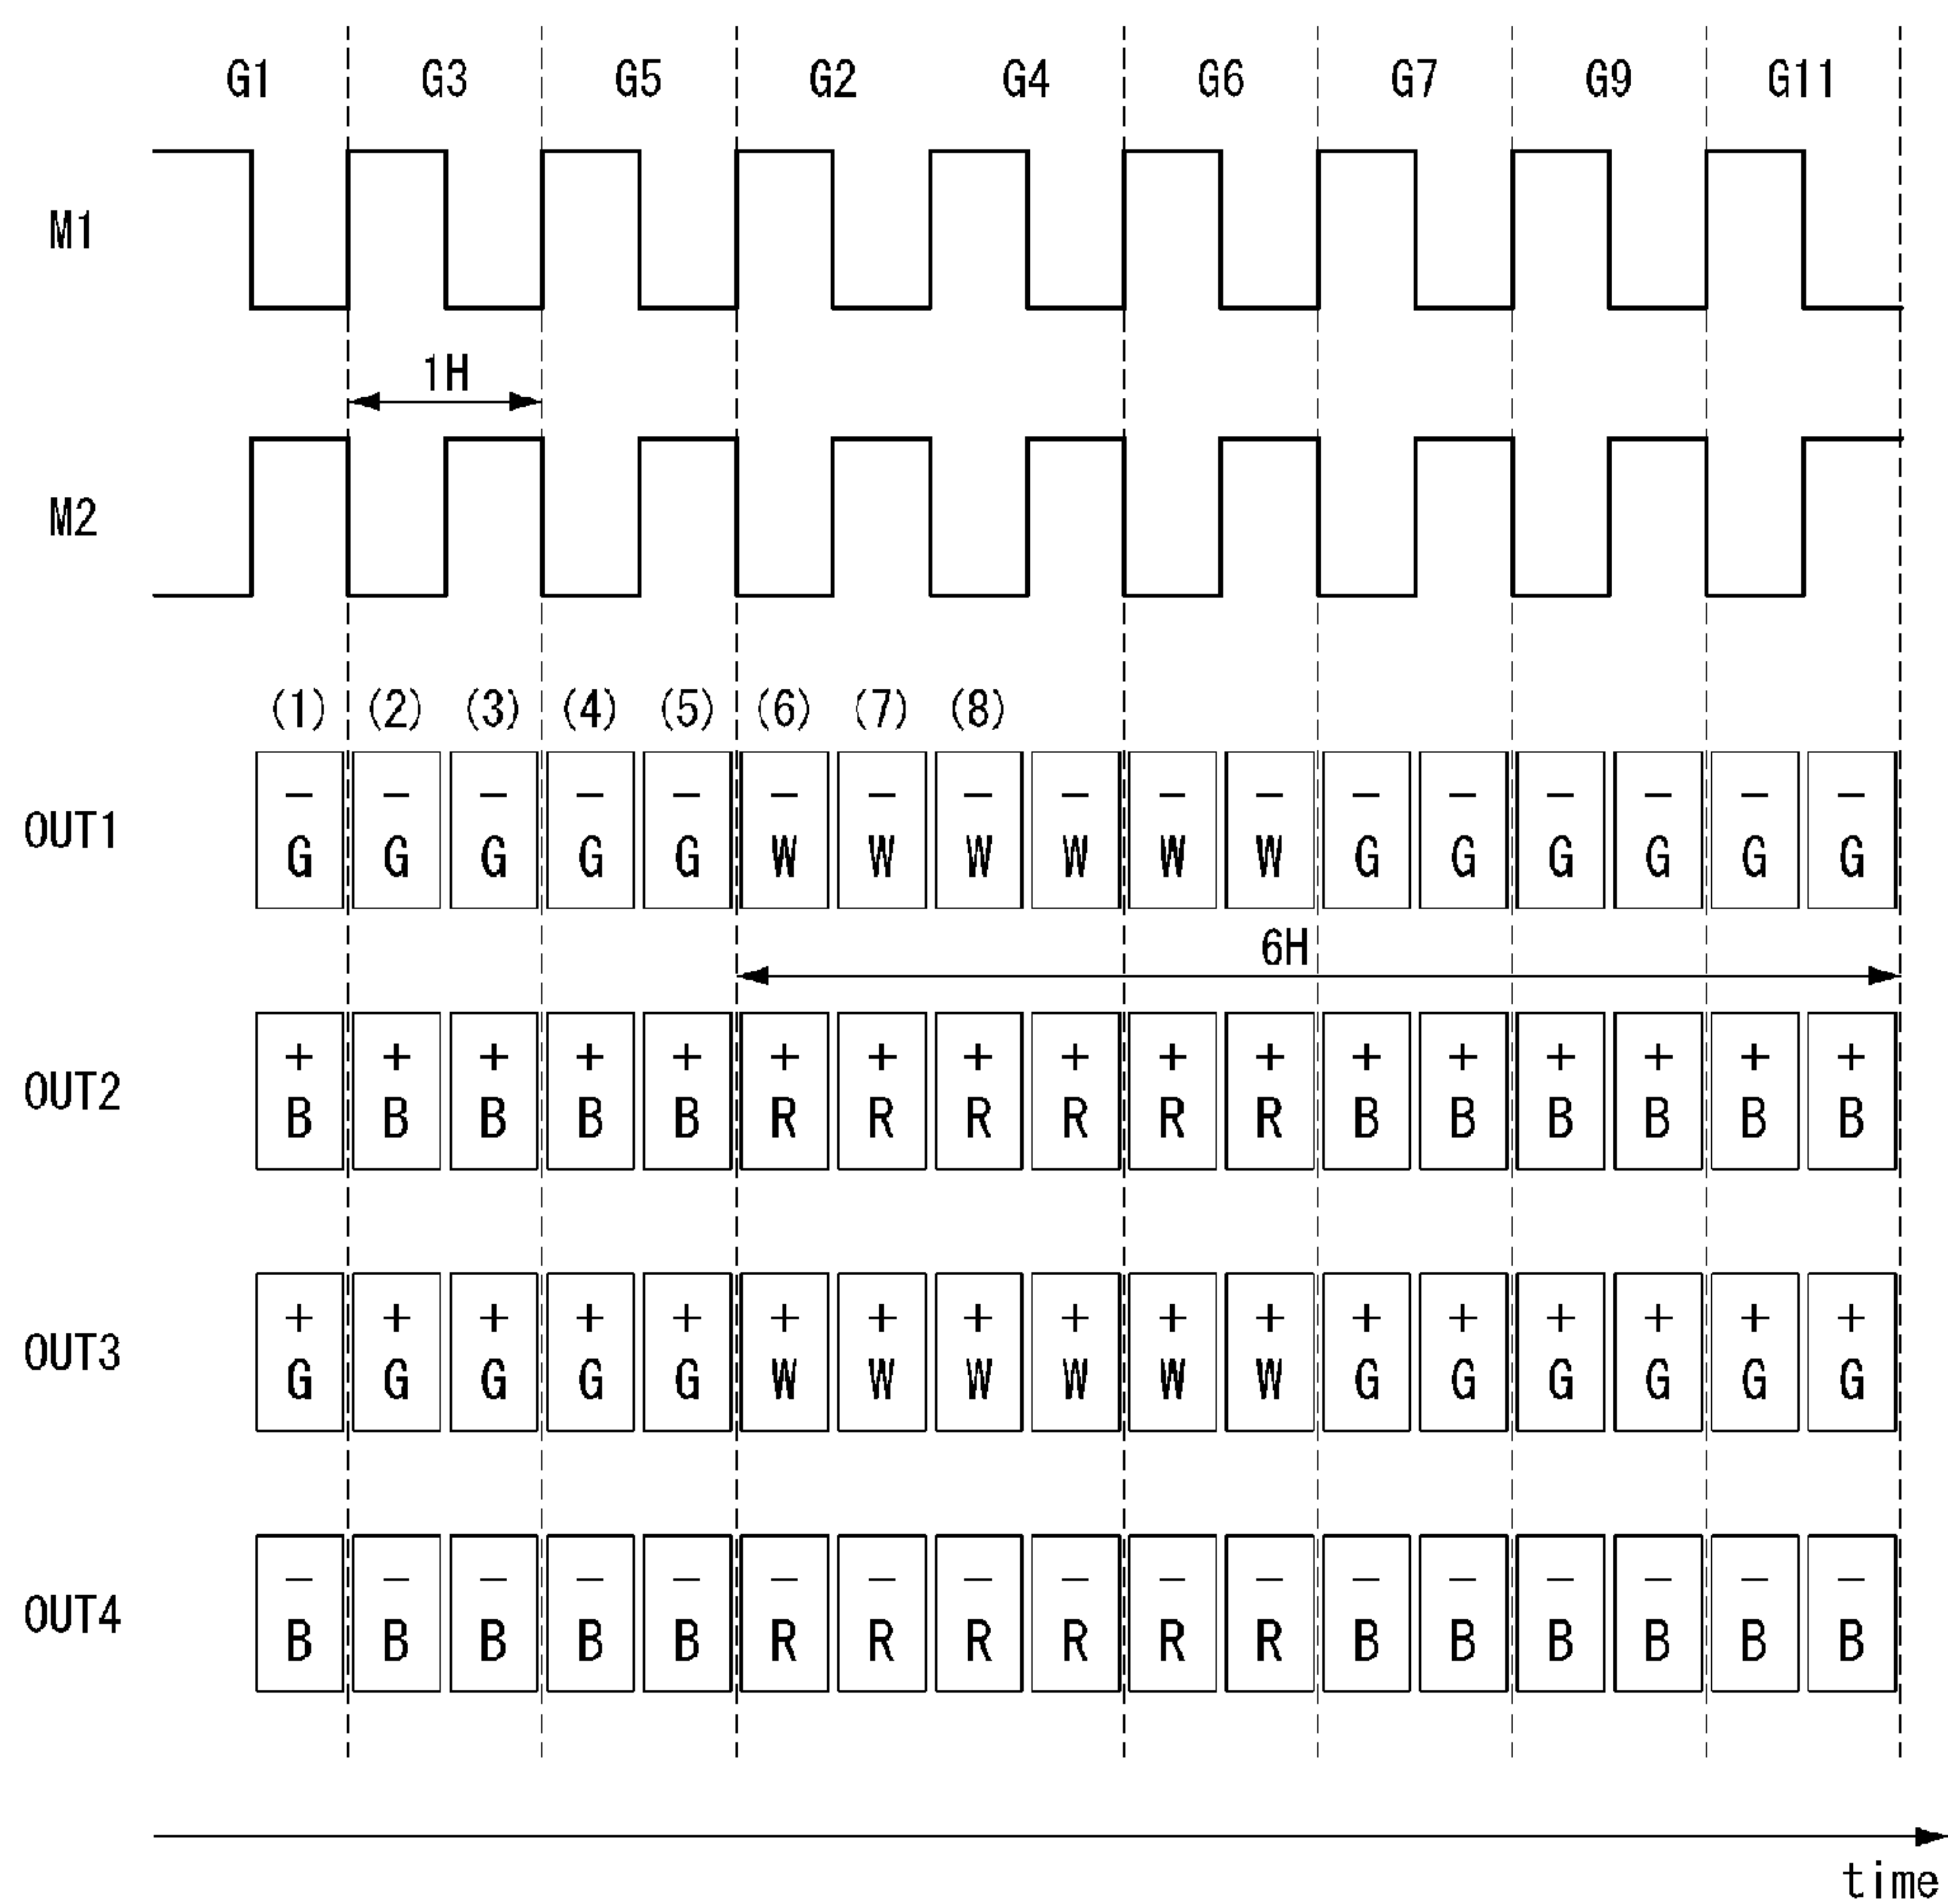 G1 G3 G5 G2 G4 G6 G7 G9 G11
M1
1H
M2
(1) (2) (3) (4) (5) (6) (7) (8)
− − − − − − − − − − − − − − − − −
OUT1
G G G G G W W W W W W G G G G G G
6H
+ + + + + + + + + + + + + + + + +
OUT2
B B B B B R R R R R R B B B B B B
+ + + + + + + + + + + + + + + + +
OUT3
G G G G G W W W W W W G G G G G G
− − − − − − − − − − − − − − − − −
OUT4
B B B B B R R R R R R B B B B B B
time